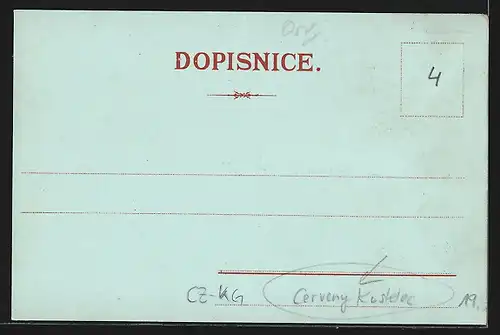 DOPISNICE.
4
CZ-KG Cerveny Kostelec 19.